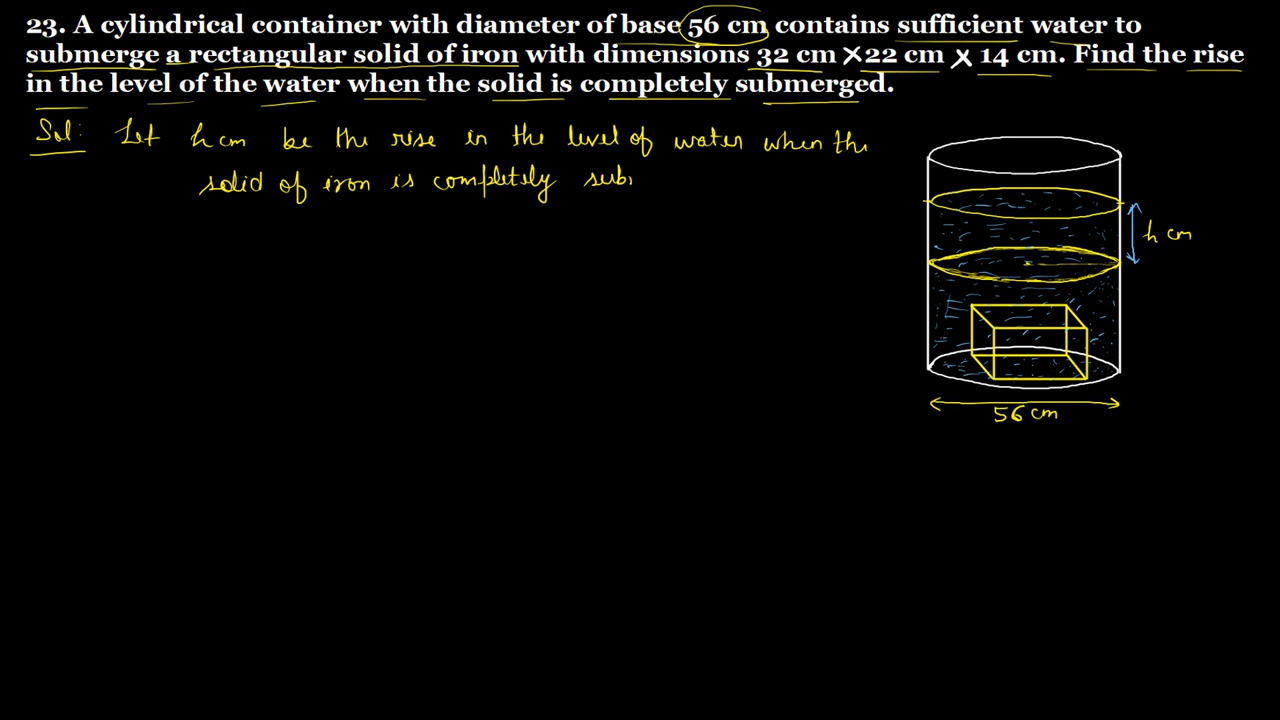 23. A cylindrical container with diameter of base 56 cm contains sufficient water to
submerge a rectangular solid of iron with dimensions 32 cm ×22 cm × 14 cm. Find the rise
in the level of the water when the solid is completely submerged.
Sol: Let h cm be the rise in the level of water when the
solid of iron is completely sub
h cm
56 cm